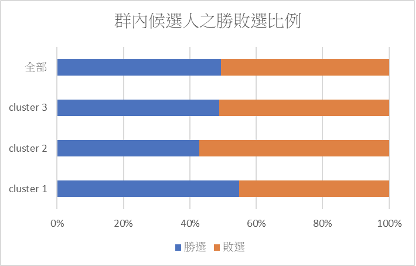 群內候選人之勝敗選比例
全部
cluster 3
cluster 2
cluster 1
0% 20% 40% 60% 80% 100%
勝選 敗選